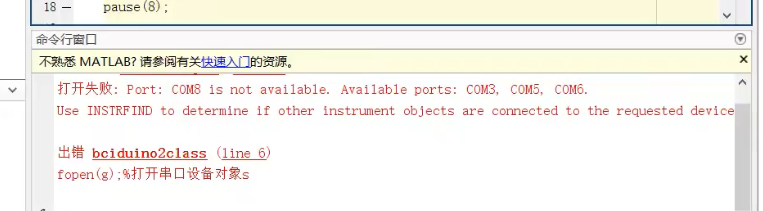 18 — pause(8);
命令行窗口
不熟悉 MATLAB? 请参阅有关快速入门的资源。
打开失败: Port: COM8 is not available. Available ports: COM3, COM5, COM6.
Use INSTRFIND to determine if other instrument objects are connected to the requested device
出错 bciduino2class (line 6)
fopen(g);%打开串口设备对象s